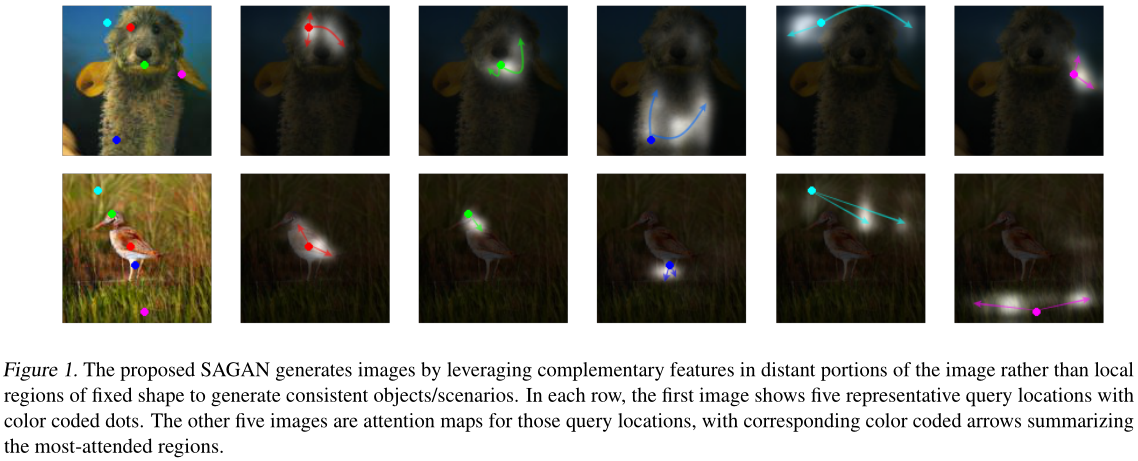 Figure 1. The proposed SAGAN generates images by leveraging complementary features in distant portions of the image rather than local
regions of fixed shape to generate consistent objects/scenarios. In each row, the first image shows five representative query locations with
color coded dots. The other five images are attention maps for those query locations, with corresponding color coded arrows summarizing
the most-attended regions.